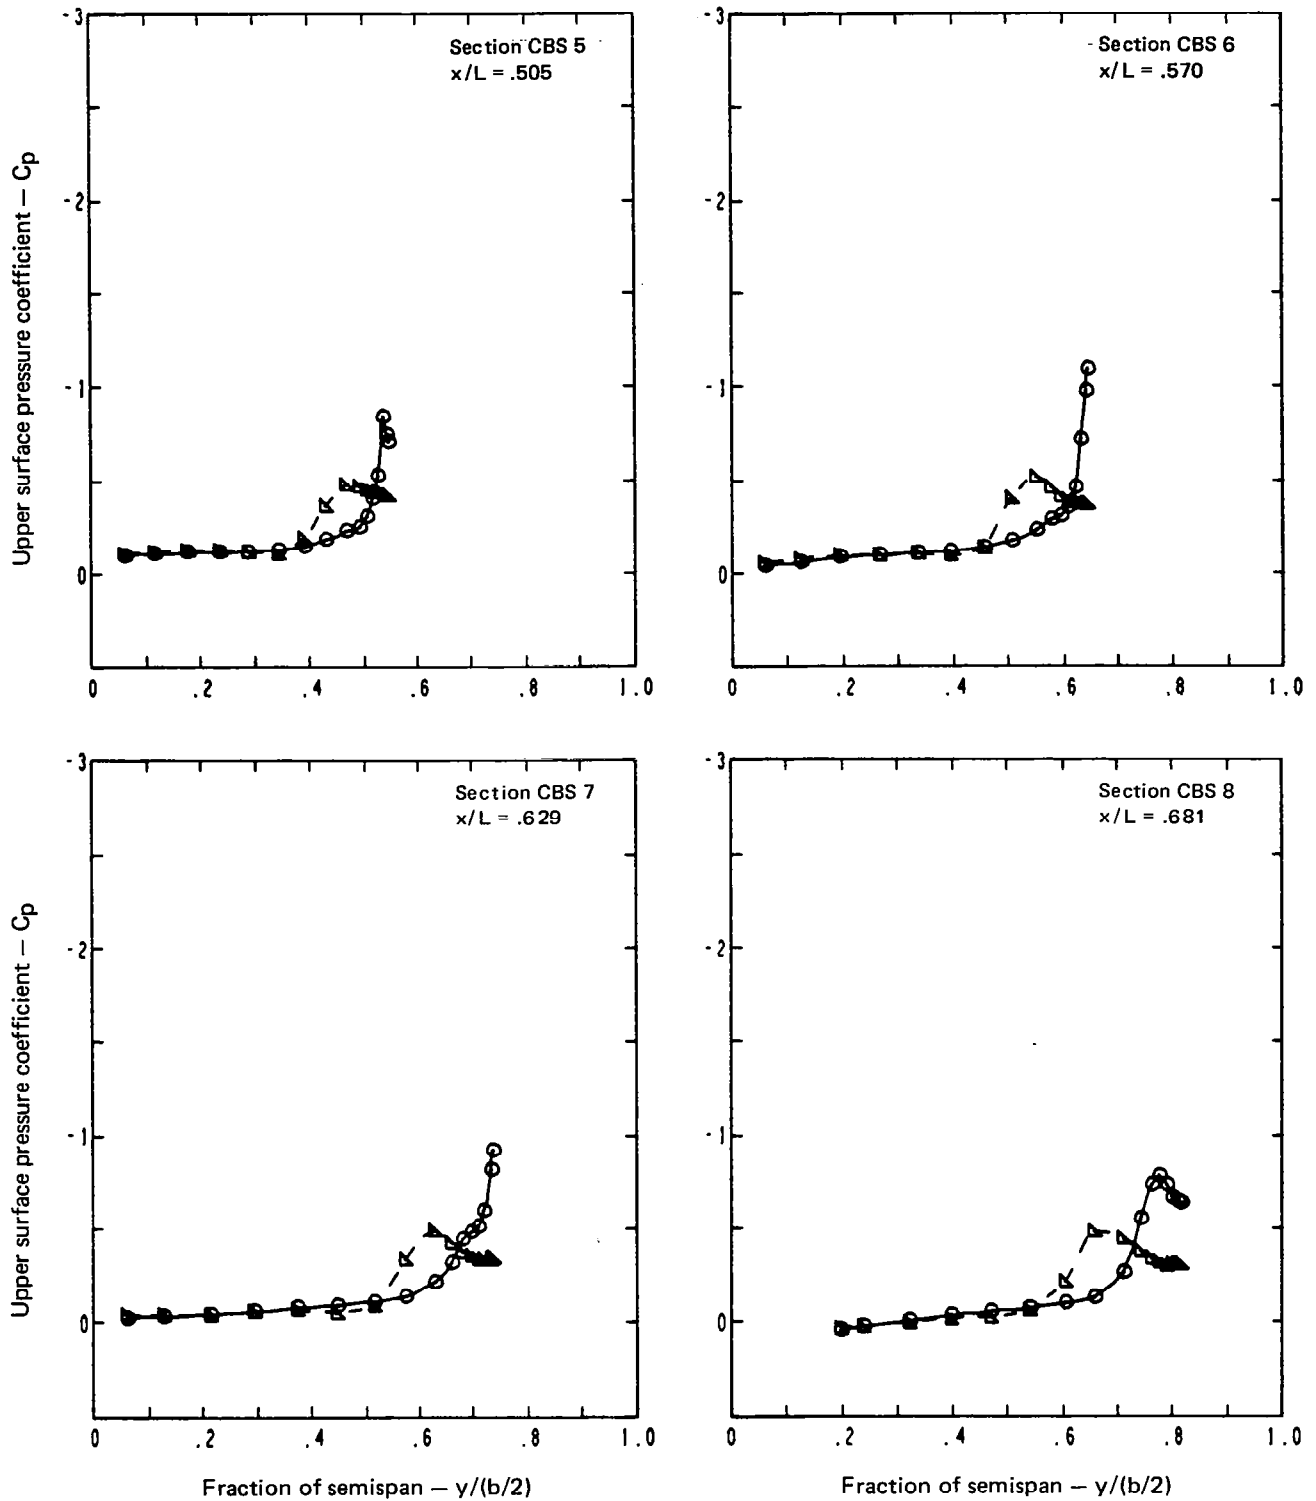 -3
Section CBS 5
x/L = .505
-2
-1
0
0 .2 .4 .6 .8 1.0
Upper surface pressure coefficient — Cp
-3
Section CBS 6
x/L = .570
-2
-1
0
0 .2 .4 .6 .8 1.0
-3
Section CBS 7
x/L = .629
-2
-1
0
0 .2 .4 .6 .8 1.0
Upper surface pressure coefficient — Cp
Fraction of semispan — y/(b/2)
-3
Section CBS 8
x/L = .681
-2
-1
0
0 .2 .4 .6 .8 1.0
Fraction of semispan — y/(b/2)